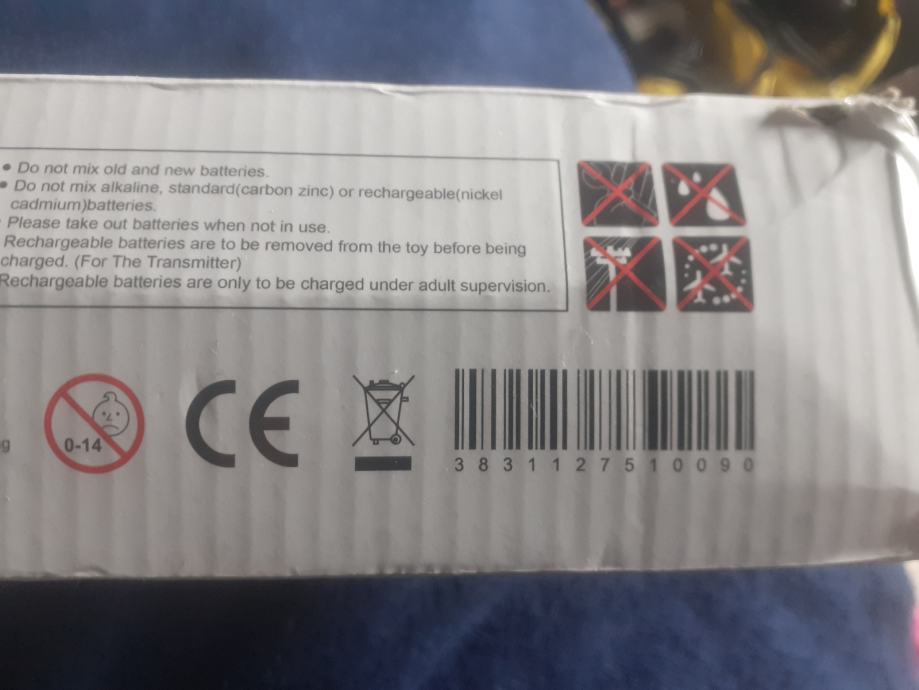 • Do not mix old and new batteries.
• Do not mix alkaline, standard(carbon zinc) or rechargeable(nickel
cadmium)batteries.
Please take out batteries when not in use.
Rechargeable batteries are to be removed from the toy before being
charged. (For The Transmitter)
Rechargeable batteries are only to be charged under adult supervision.
g
0-14
CE
3 8 3 1 1 2 7 5 1 0 0 9 0